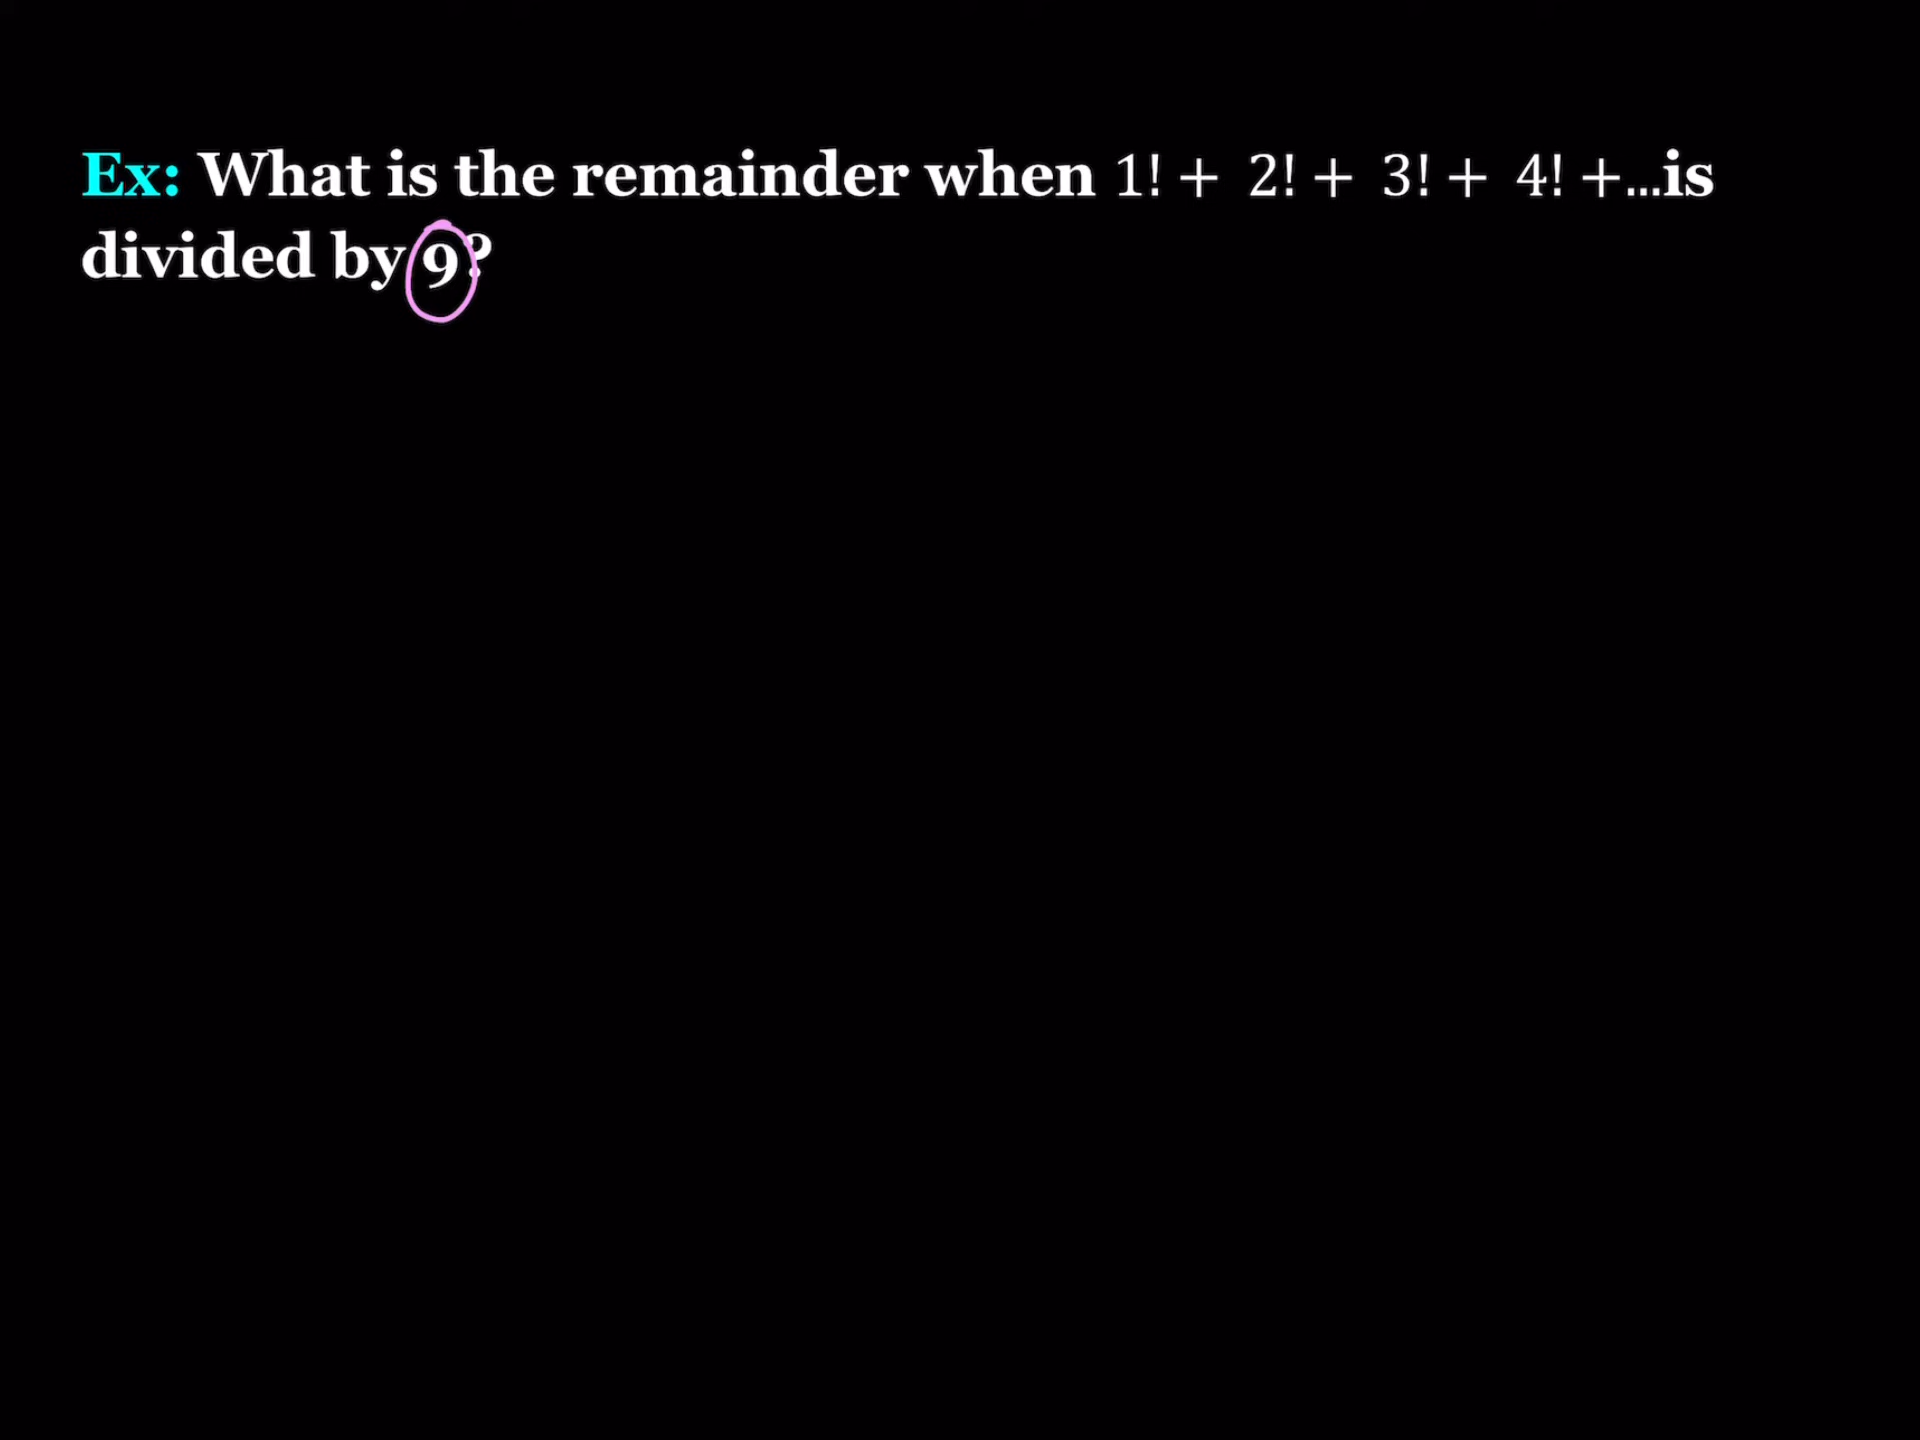 Ex: What is the remainder when 1! + 2! + 3! + 4! +...is
divided by 9?